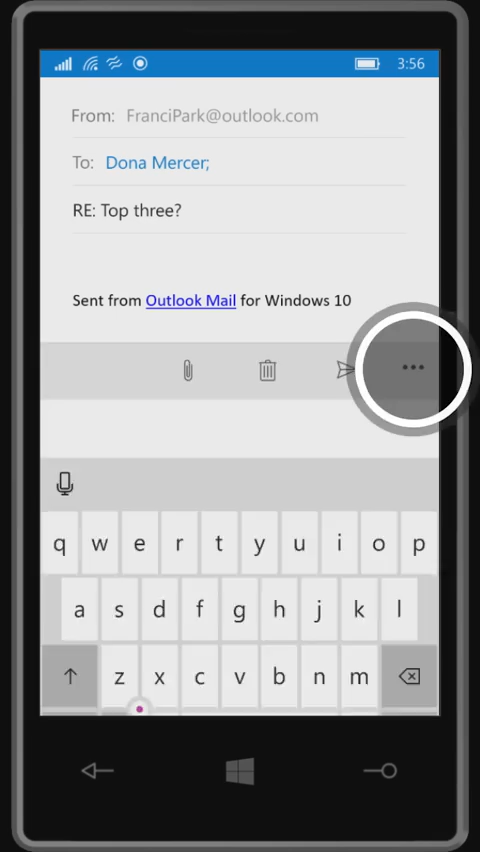 3:56
From: FranciPark@outlook.com
To: Dona Mercer;
RE: Top three?
Sent from Outlook Mail for Windows 10
q w e r t y u i o p
a s d f g h j k l
z x c v b n m